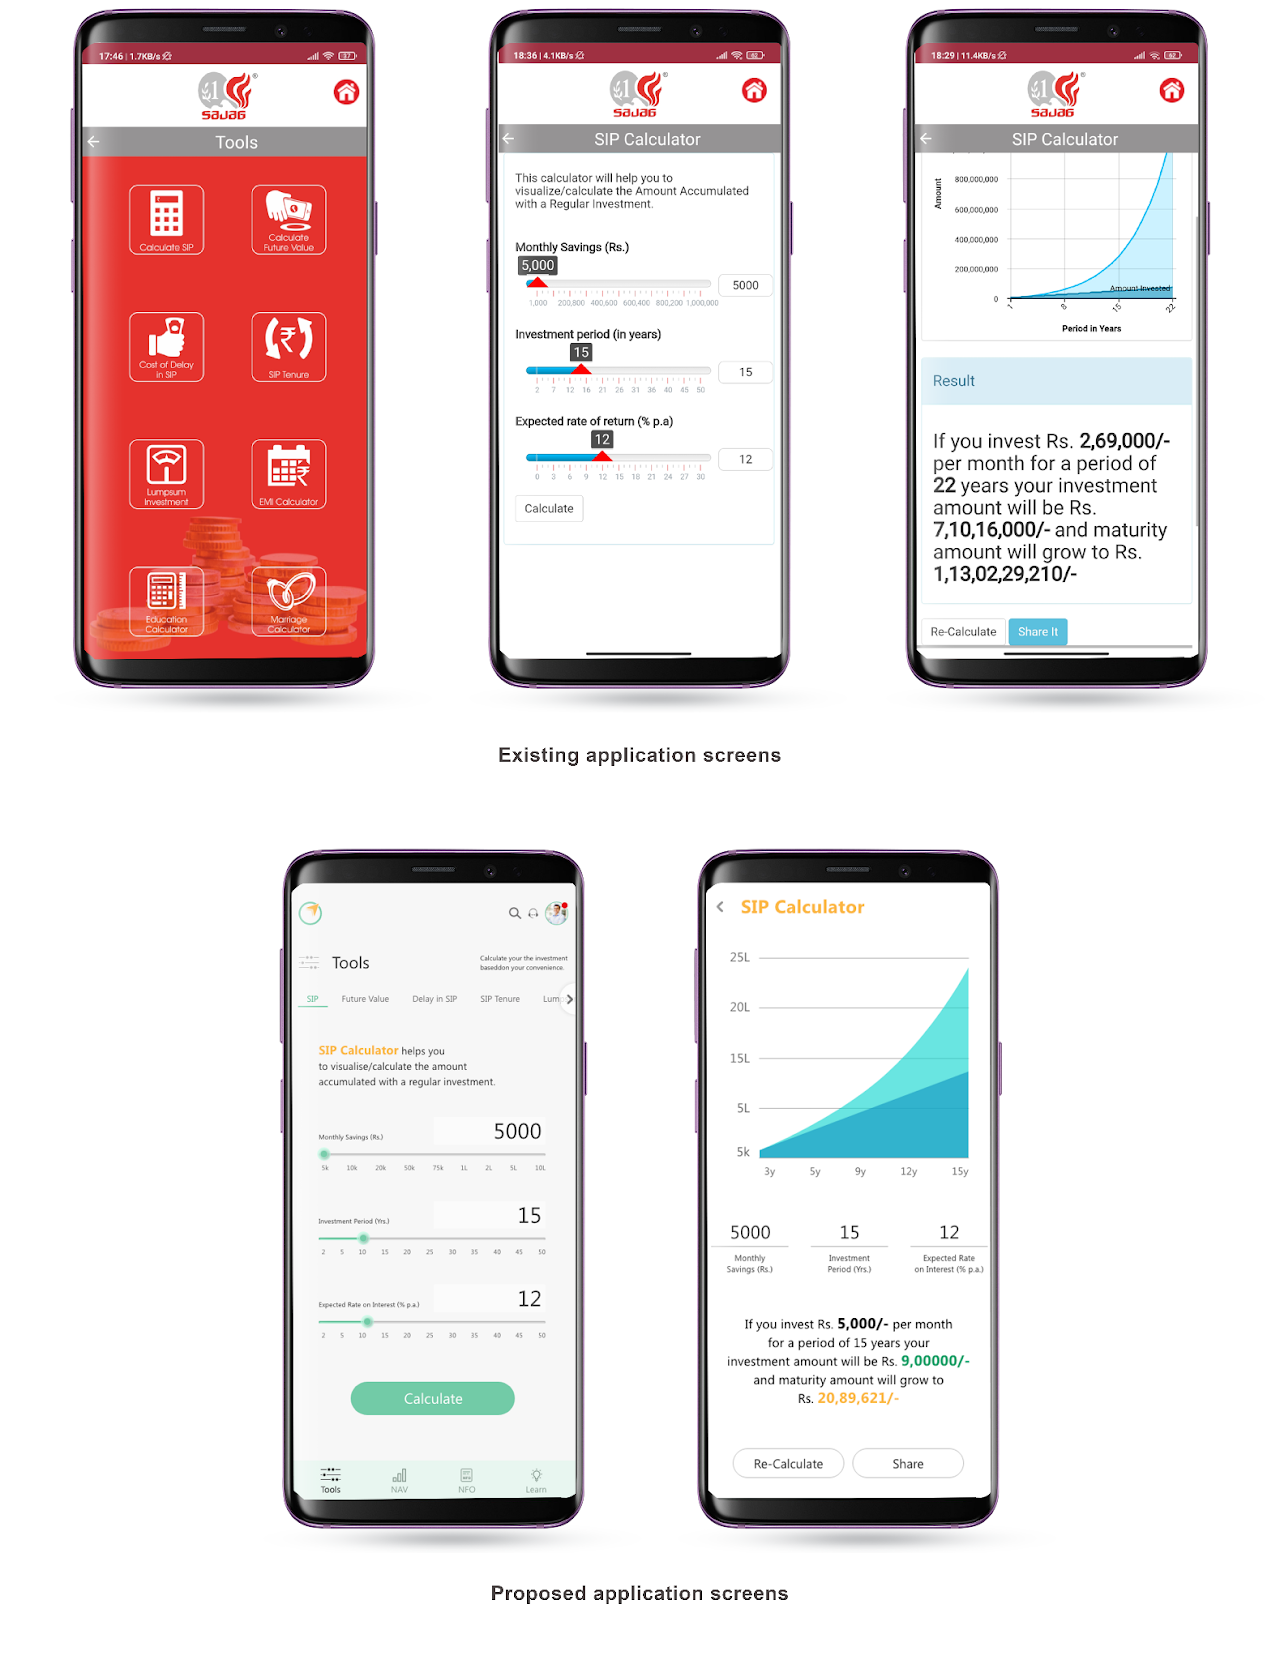 17:46 | 1.7KB/s
37
SAJAG
Tools
Calculate SIP
Calculate
Future Value
Cost of Delay
in SIP
SIP Tenure
Lumpsum
Investment
EMI Calculator
Education
Calculator
Marriage
Calculator
18:36 | 4.1KB/s
62
SAJAG
SIP Calculator
This calculator will help you to
visualize/calculate the Amount Accumulated
with a Regular Investment.
Monthly Savings (Rs.)
5,000
5000
1,000 200,800 400,600 600,400 800,200 1,000,000
Investment period (in years)
15
15
2 7 12 16 21 26 31 36 40 45 50
Expected rate of return (% p.a)
12
12
0 3 6 9 12 15 18 21 24 27 30
Calculate
18:29 | 11.4KB/s
62
SAJAG
SIP Calculator
Amount
800,000,000
600,000,000
400,000,000
200,000,000
0
Amount Invested
1 8 15 22
Period in Years
Result
If you invest Rs. 2,69,000/-
per month for a period of
22 years your investment
amount will be Rs.
7,10,16,000/- and maturity
amount will grow to Rs.
1,13,02,29,210/-
Re-Calculate Share It
Existing application screens
Tools
Calculate your the investment
baseddon your convenience.
SIP Future Value Delay in SIP SIP Tenure Lum
SIP Calculator helps you
to visualise/calculate the amount
accumulated with a regular investment.
Monthly Savings (Rs.) 5000
5k 10k 20k 50k 75k 1L 2L 5L 10L
Investment Period (Yrs.) 15
2 5 10 15 20 25 30 35 40 45 50
Expected Rate on Interest (% p.a.) 12
2 5 10 15 20 25 30 35 40 45 50
Calculate
Tools NAV NFO Learn
SIP Calculator
25L
20L
15L
5L
5k
3y 5y 9y 12y 15y
5000 15 12
Monthly
Savings (Rs.)
Investment
Period (Yrs.)
Expected Rate
on Interest (% p.a.)
If you invest Rs. 5,000/- per month
for a period of 15 years your
investment amount will be Rs. 9,00000/-
and maturity amount will grow to
Rs. 20,89,621/-
Re-Calculate Share
Proposed application screens